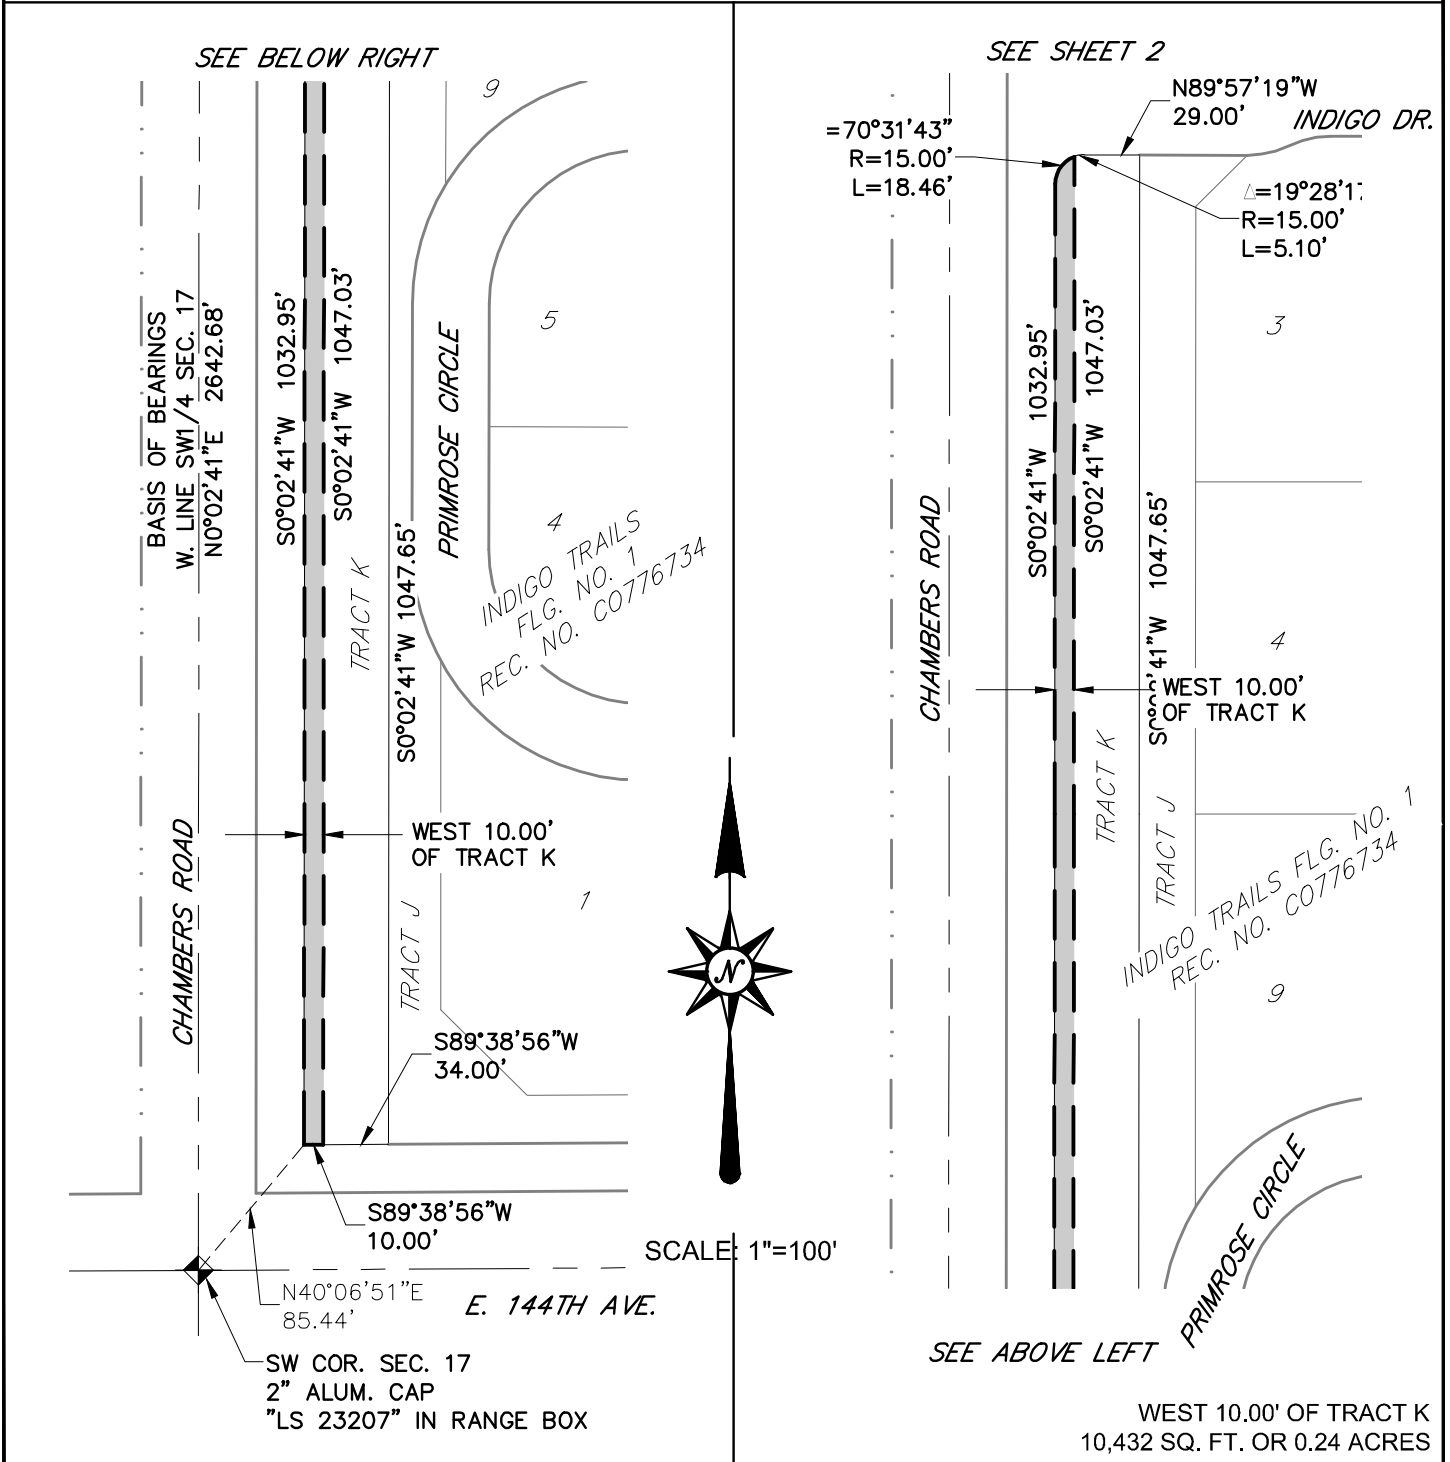 SEE BELOW RIGHT
9
BASIS OF BEARINGS
W. LINE SW1/4 SEC. 17
N0°02'41"E 2642.68'
S0°02'41"W 1032.95'
S0°02'41"W 1047.03'
5
PRIMROSE CIRCLE
4
INDIGO TRAILS
FLG. NO. 1
REC. NO. C0776734
TRACT K
S0°02'41"W 1047.65'
CHAMBERS ROAD
WEST 10.00'
OF TRACT K
1
TRACT J
S89°38'56"W
34.00'
S89°38'56"W
10.00'
N40°06'51"E
85.44'
E. 144TH AVE.
SW COR. SEC. 17
2" ALUM. CAP
"LS 23207" IN RANGE BOX
N
SCALE: 1"=100'
SEE SHEET 2
N89°57'19"W
29.00'
INDIGO DR.
=70°31'43"
R=15.00'
L=18.46'
Δ=19°28'17
R=15.00'
L=5.10'
S0°02'41"W 1032.95'
S0°02'41"W 1047.03'
3
CHAMBERS ROAD
41"W 1047.65'
4
WEST 10.00'
OF TRACT K
TRACT K
TRACT J
INDIGO TRAILS FLG. NO. 1
REC. NO. C0776734
9
PRIMROSE CIRCLE
SEE ABOVE LEFT
WEST 10.00' OF TRACT K
10,432 SQ. FT. OR 0.24 ACRES